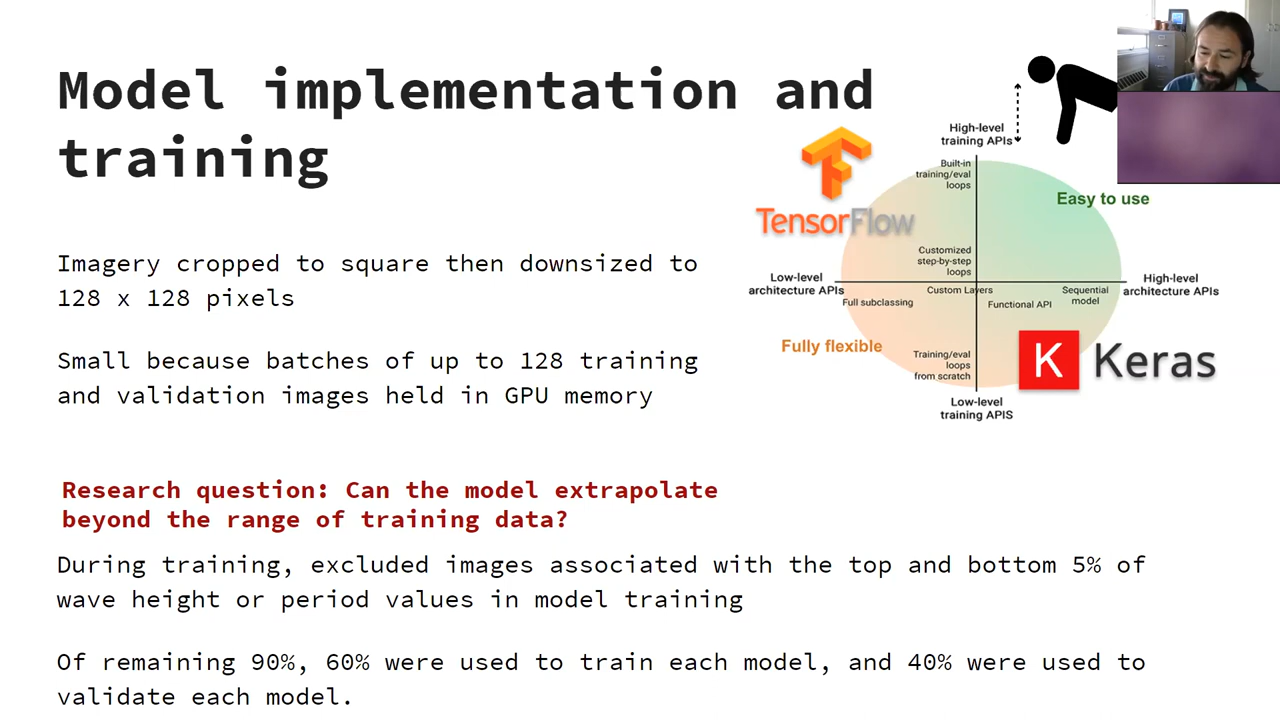 Model implementation and
training
Imagery cropped to square then downsized to
128 x 128 pixels
Small because batches of up to 128 training
and validation images held in GPU memory
Research question: Can the model extrapolate
beyond the range of training data?
During training, excluded images associated with the top and bottom 5% of
wave height or period values in model training
Of remaining 90%, 60% were used to train each model, and 40% were used to
validate each model.
TensorFlow
High-level
training APIs
Built-in
training/eval
loops
Easy to use
Customized
step-by-step
loops
Low-level
architecture APIs
High-level
architecture APIs
Full subclassing
Custom Layers
Functional API
Sequential
model
Fully flexible
Training/eval
loops
from scratch
K Keras
Low-level
training APIS